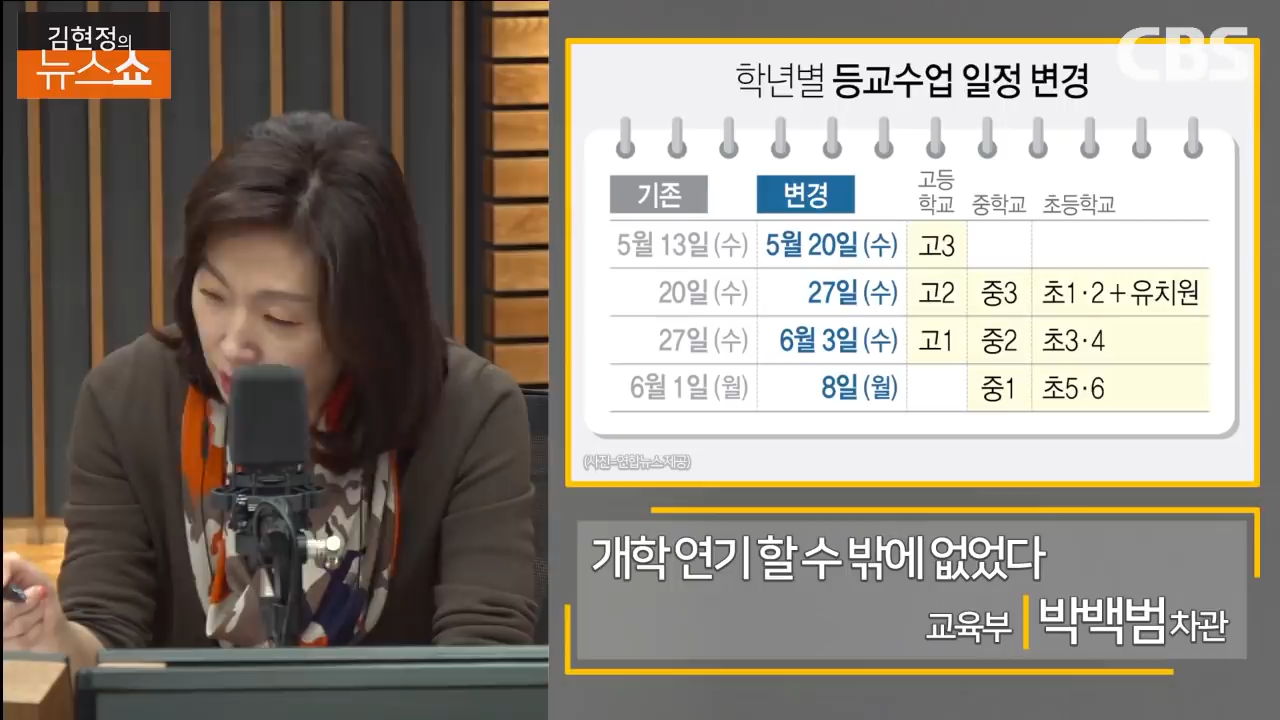 김현정의
뉴스쇼
CBS
학년별 등교수업 일정 변경
기존 변경 고등학교 중학교 초등학교
5월 13일(수) 5월 20일(수) 고3
20일(수) 27일(수) 고2 중3 초1·2+유치원
27일(수) 6월 3일(수) 고1 중2 초3·4
6월 1일(월) 8일(월) 중1 초5·6
(사진=연합뉴스제공)
개학 연기 할 수 밖에 없었다
교육부 박백범 차관